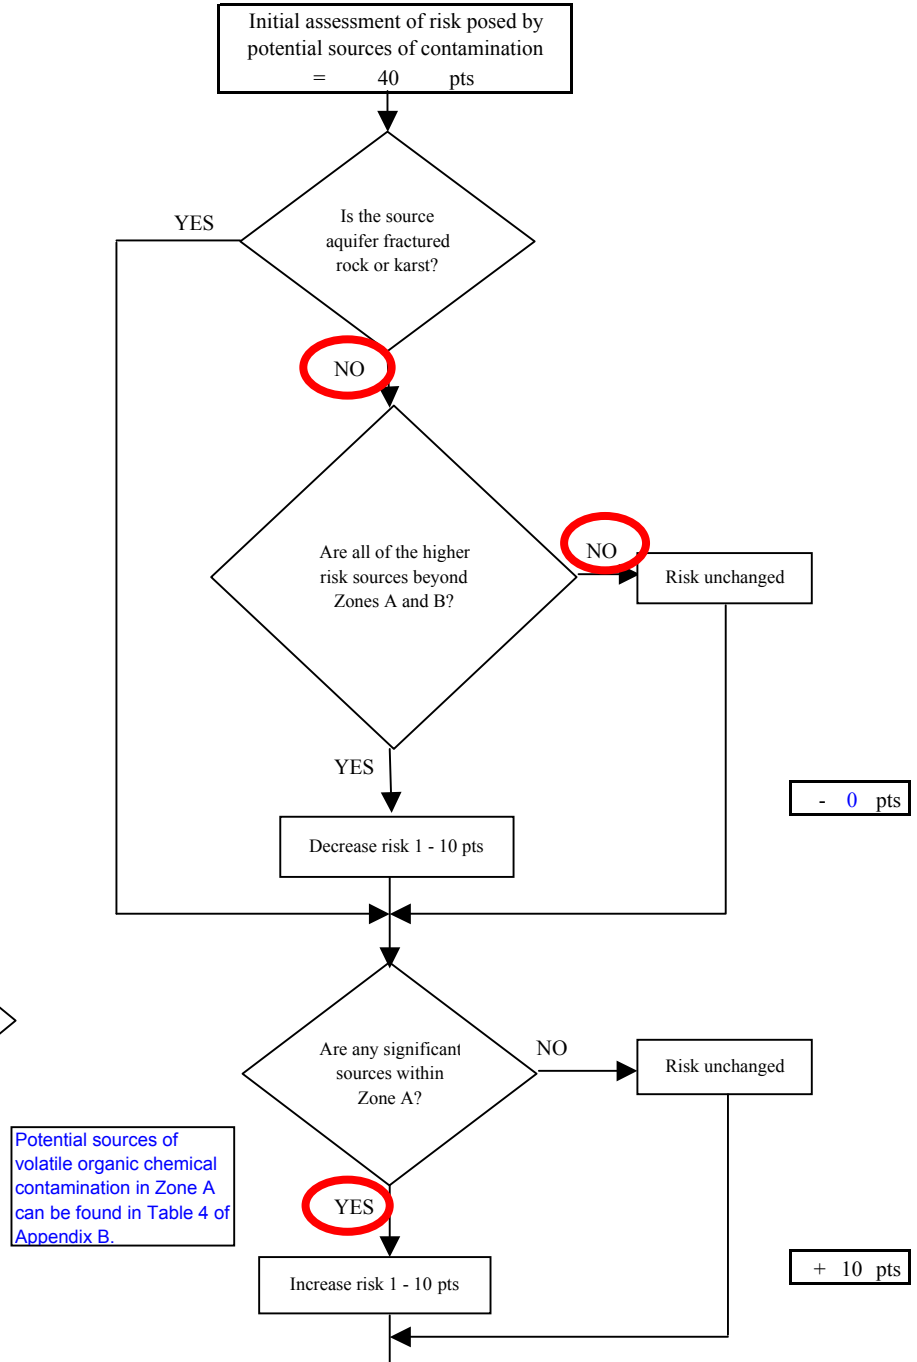 Initial assessment of risk posed by
potential sources of contamination
= 40 pts
YES
Is the source
aquifer fractured
rock or karst?
NO
Are all of the higher
risk sources beyond
Zones A and B?
NO
Risk unchanged
YES
- 0 pts
Decrease risk 1 - 10 pts
Are any significant
sources within
Zone A?
NO
Risk unchanged
Potential sources of
volatile organic chemical
contamination in Zone A
can be found in Table 4 of
Appendix B.
YES
Increase risk 1 - 10 pts
+ 10 pts